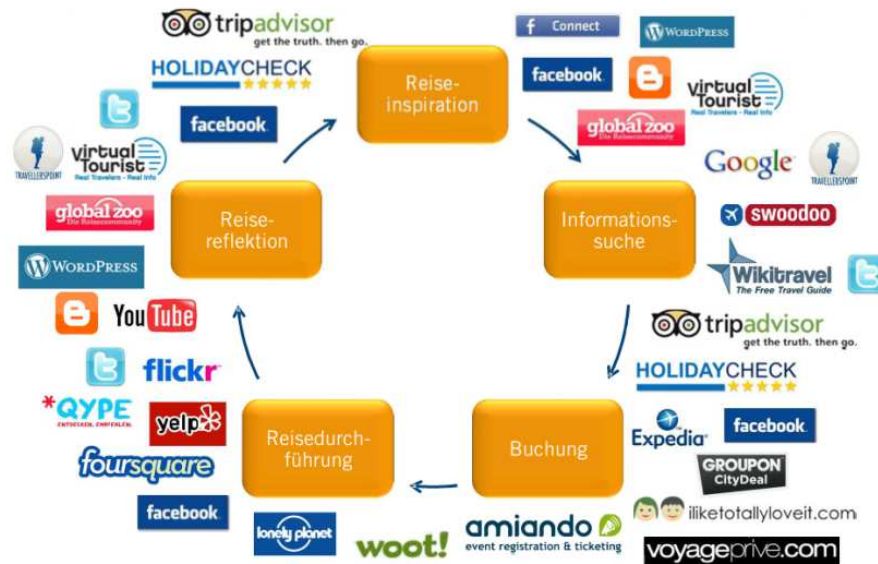 tripadvisor
get the truth. then go.
HOLIDAYCHECK
facebook
Reise-
inspiration
f Connect
WORDPRESS
facebook
virtual
Tourist
Real Travelers - Real Info
global zoo
Die Reisecommunity
Google
TRAVELLERSPOINT
Informations-
suche
swoodoo
Wikitravel
The Free Travel Guide
tripadvisor
get the truth. then go.
HOLIDAYCHECK
Expedia
facebook
GROUPON
CityDeal
iliketotallyloveit.com
voyageprive.com
Buchung
amiando
event registration & ticketing
woot!
lonely planet
Reisedurch-
führung
facebook
foursquare
*QYPE
ENTDECKEN. EMPFEHLEN.
yelp
flickr
YouTube
WORDPRESS
global zoo
Die Reisecommunity
TRAVELLERSPOINT
virtual
Tourist
Real Travelers - Real Info
Reise-
reflektion